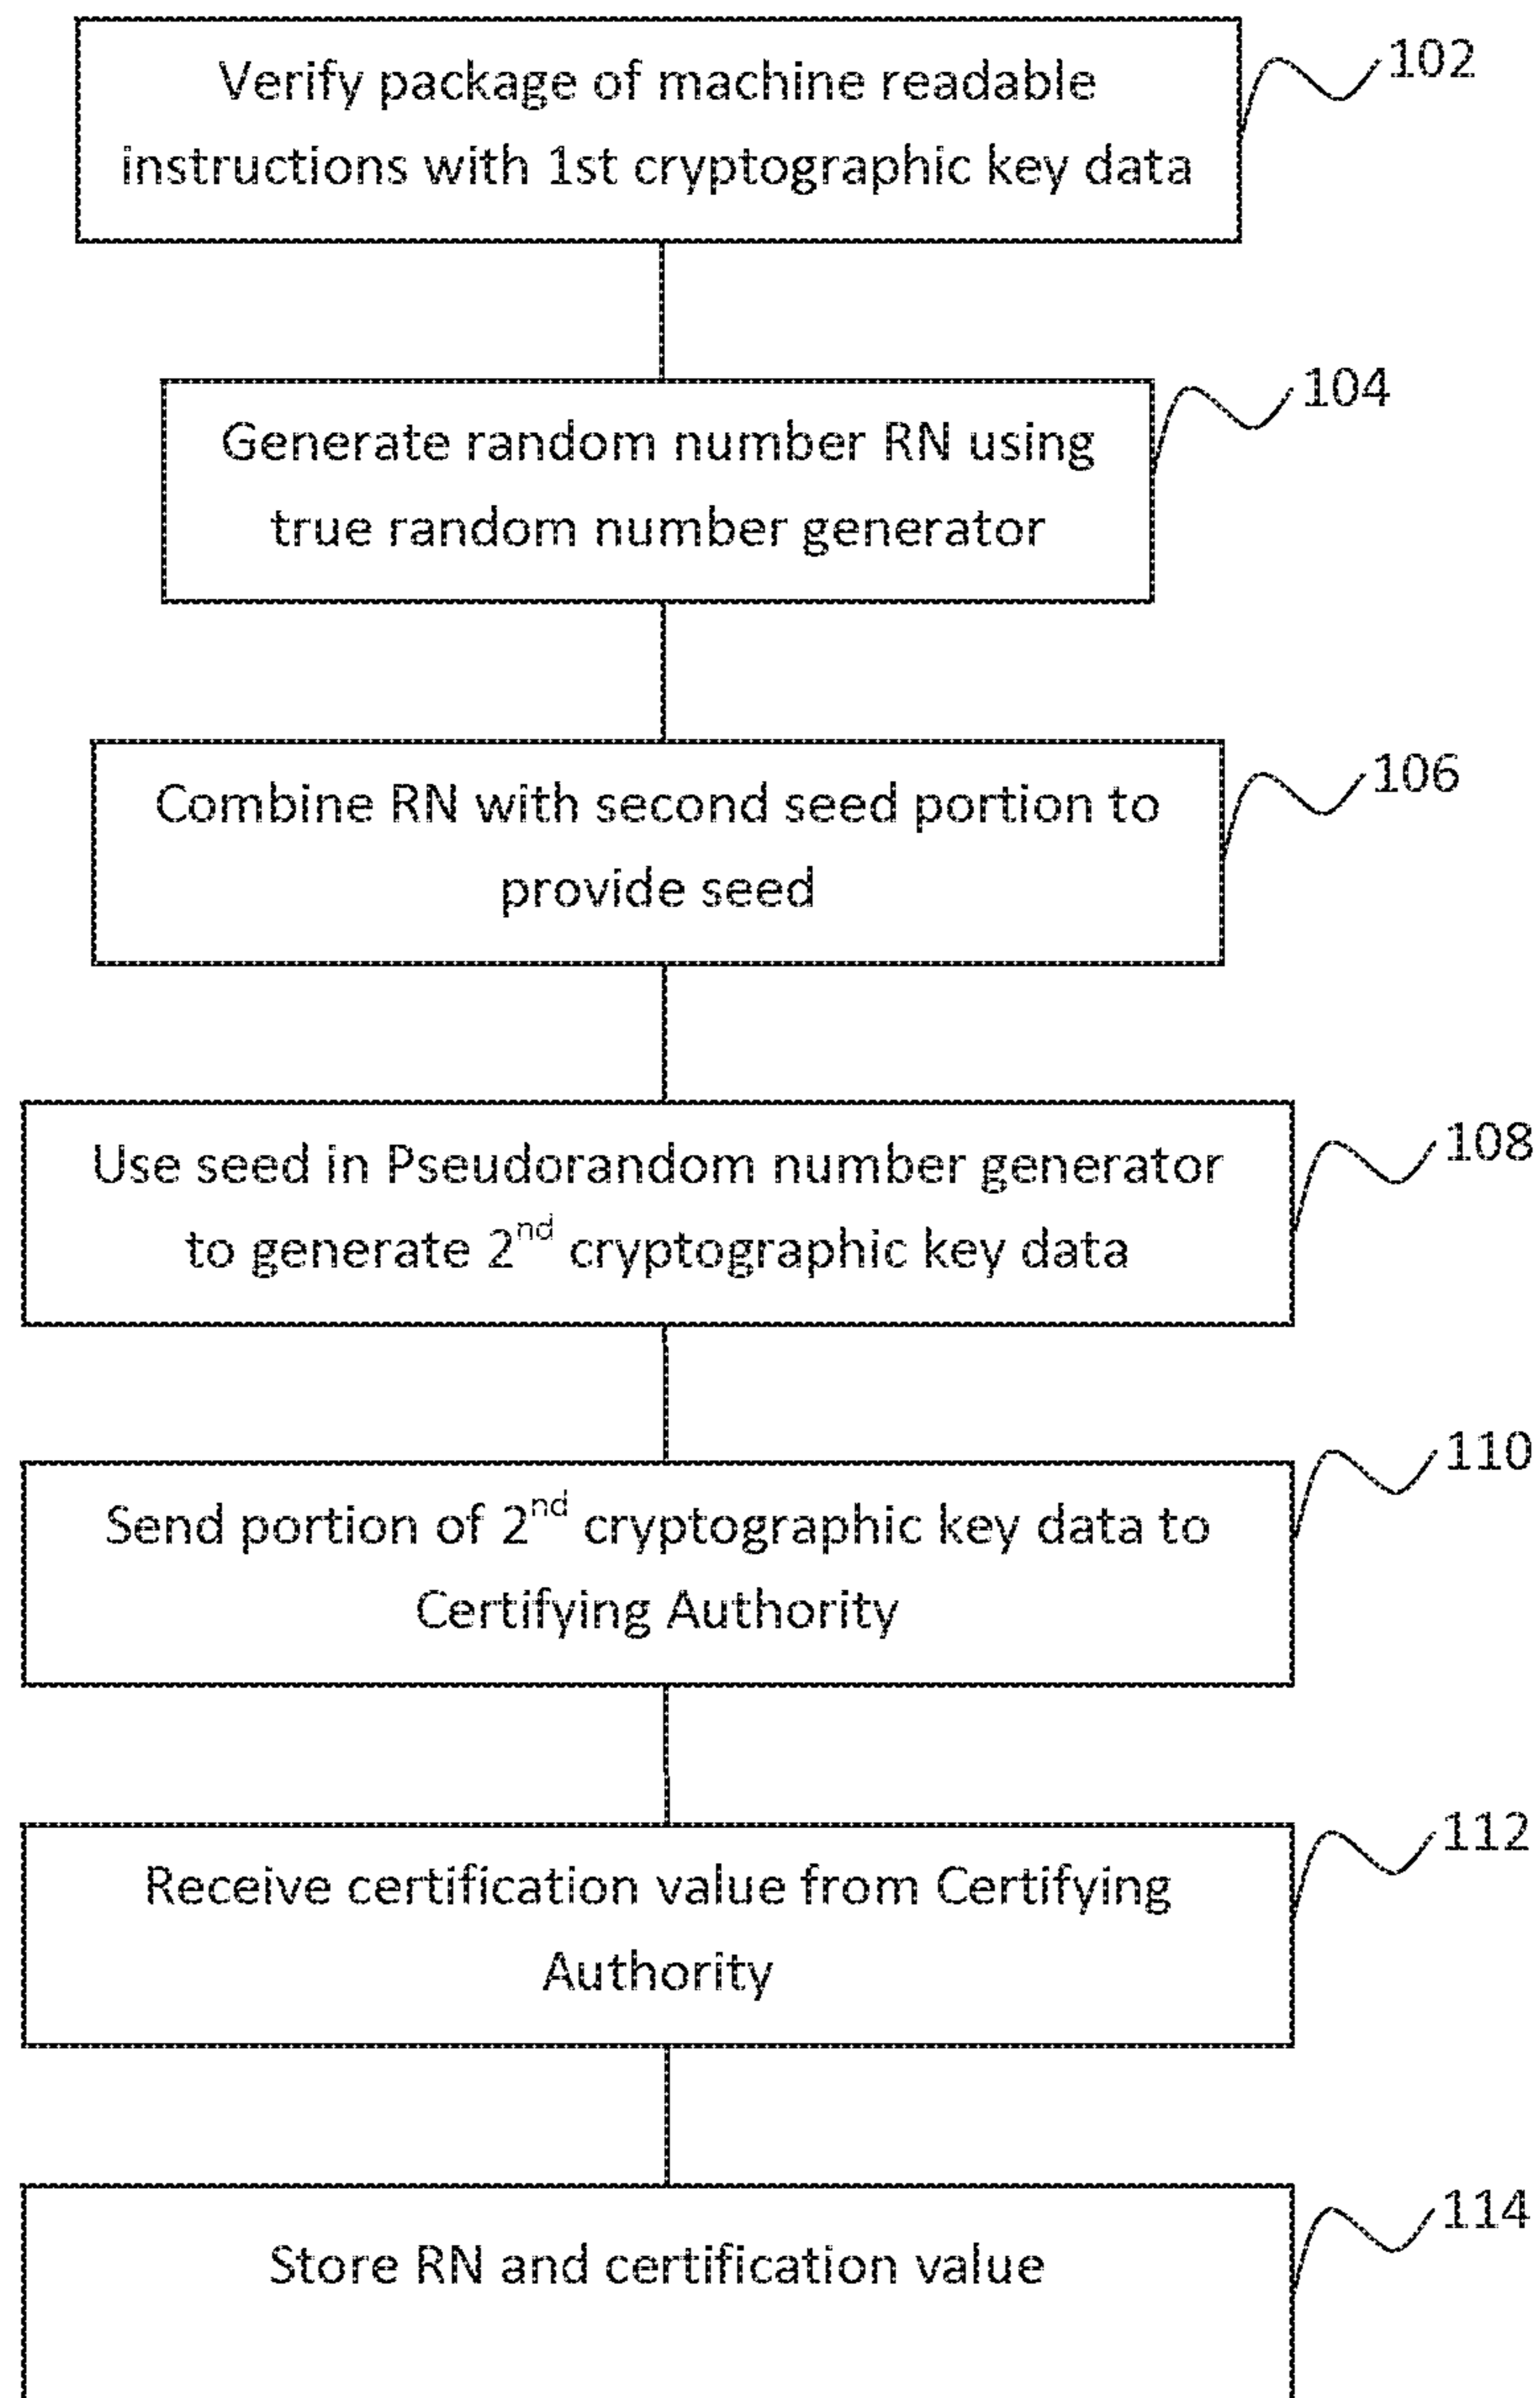 Verify package of machine readable
instructions with 1st cryptographic key data
102
Generate random number RN using
true random number generator
104
Combine RN with second seed portion to
provide seed
106
Use seed in Pseudorandom number generator
to generate 2nd cryptographic key data
108
Send portion of 2nd cryptographic key data to
Certifying Authority
110
Receive certification value from Certifying
Authority
112
Store RN and certification value
114